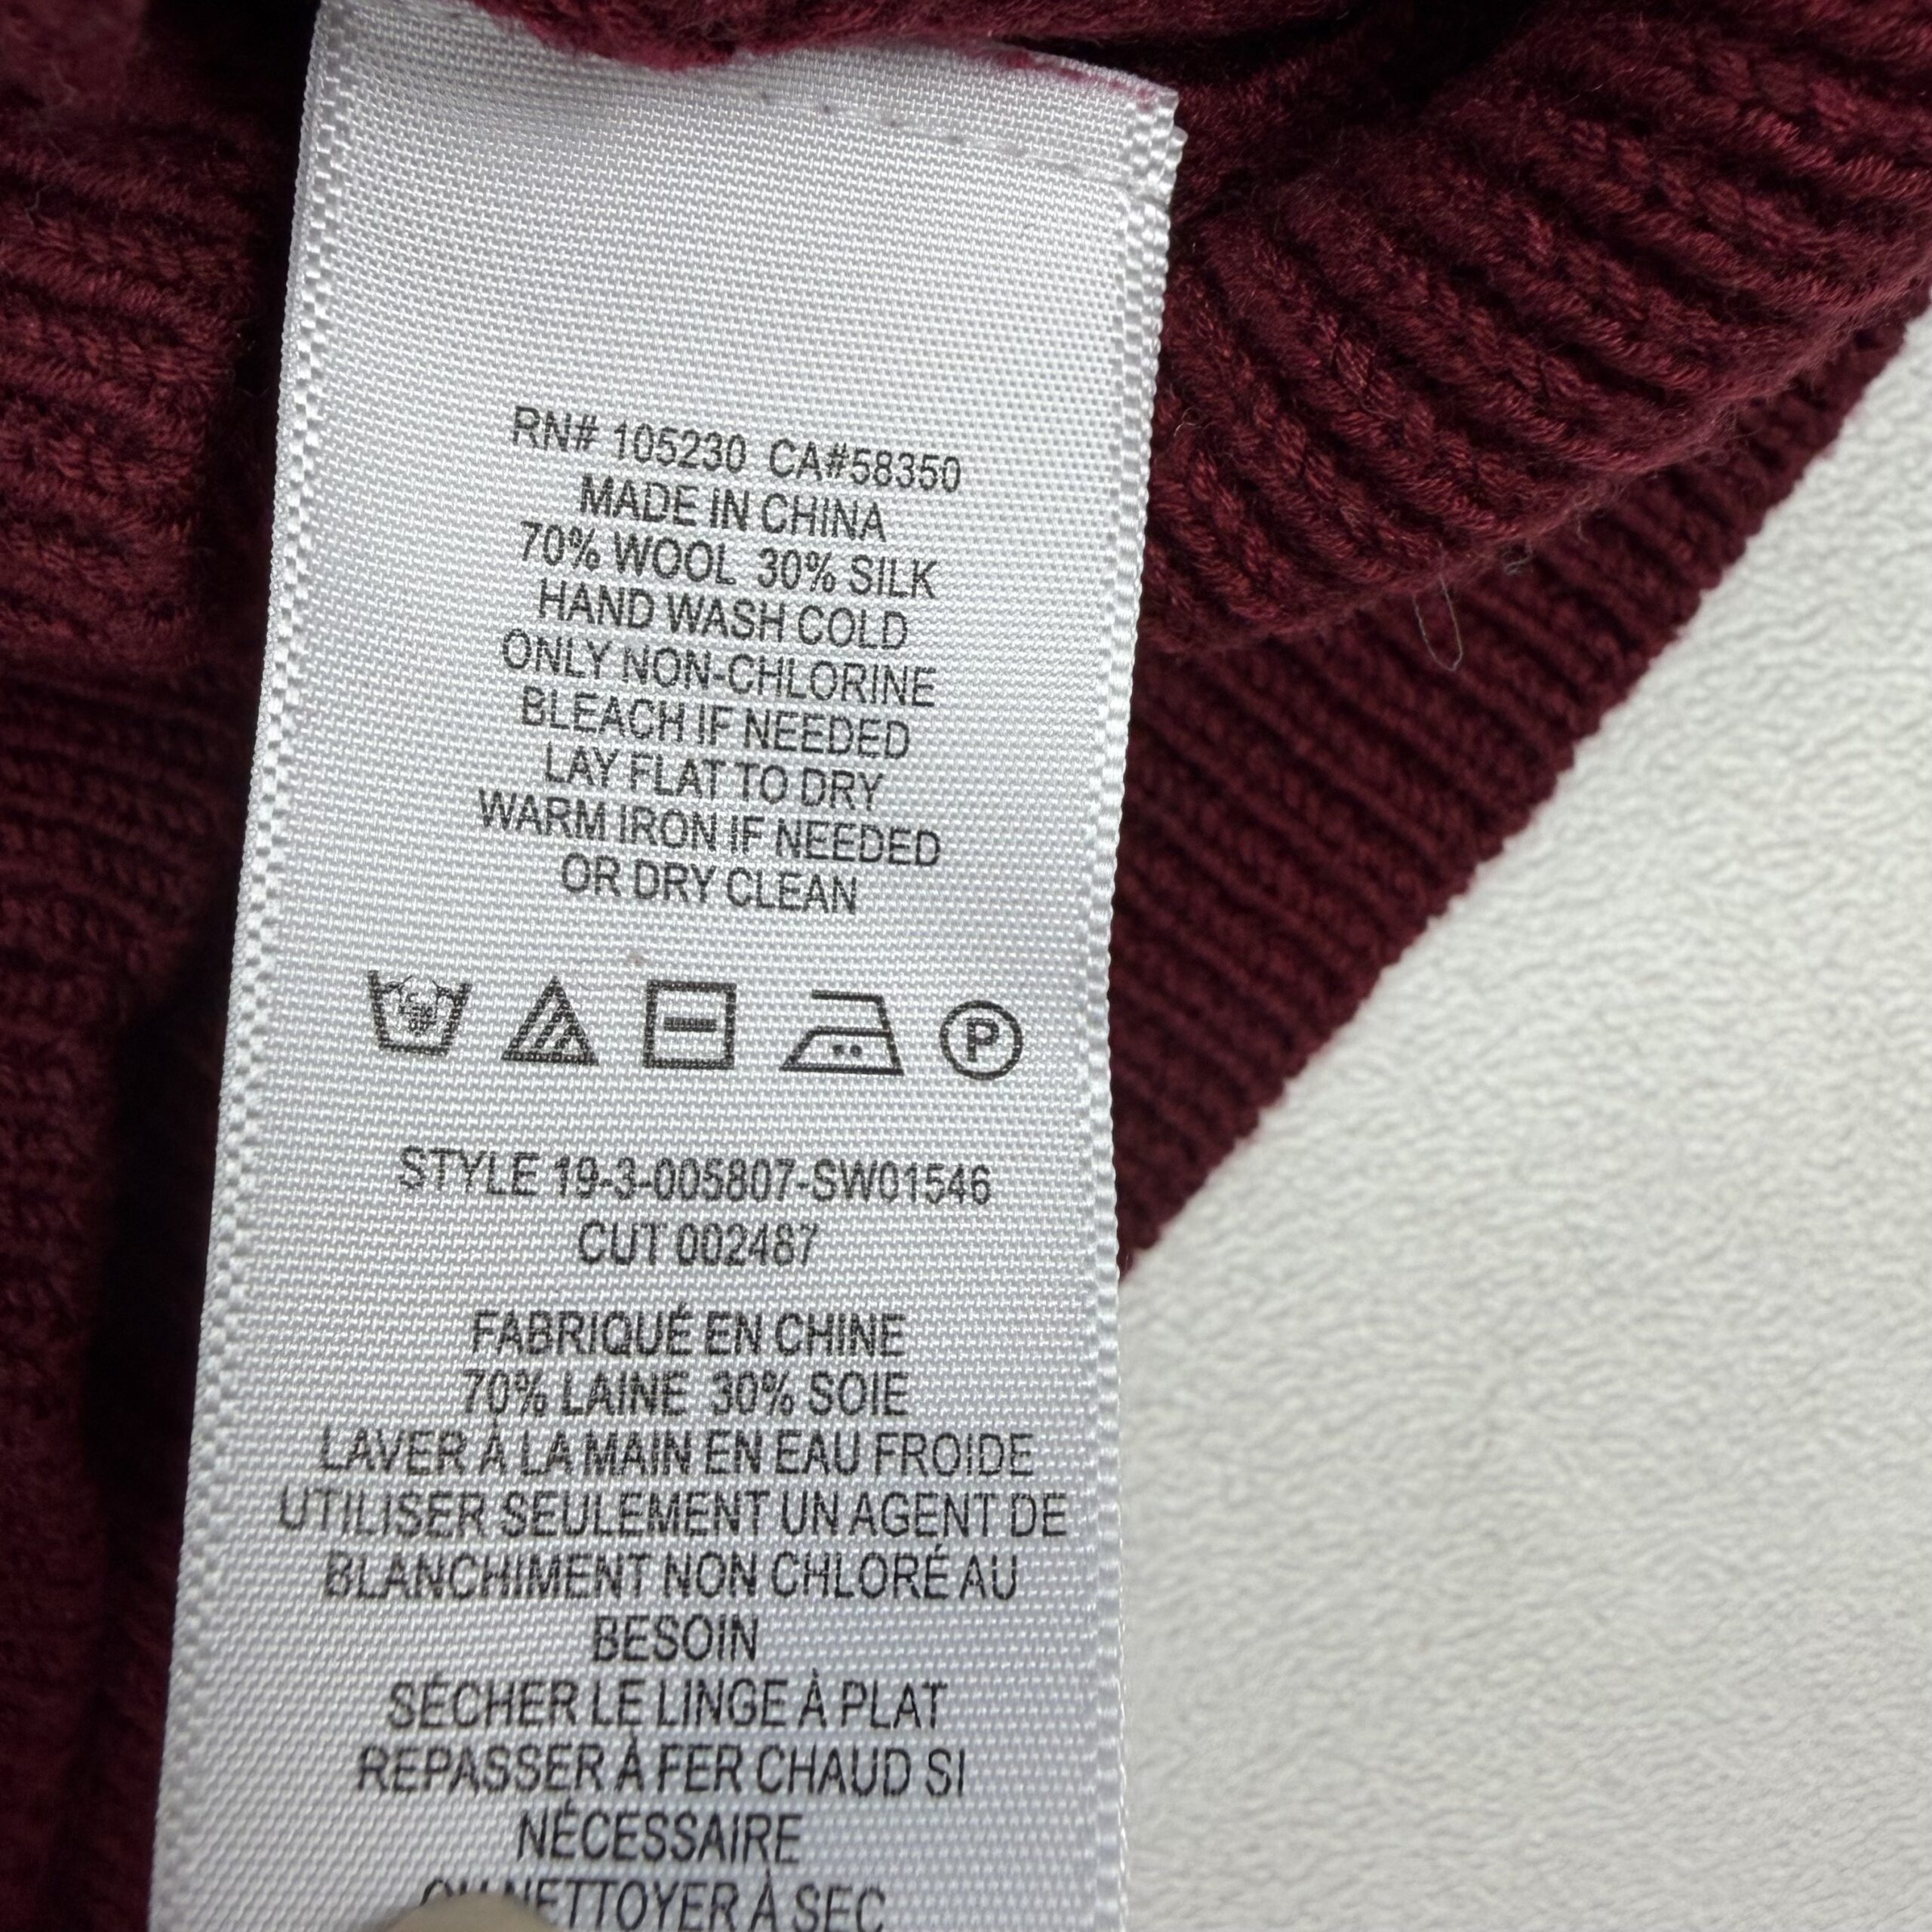 RN# 105230 CA#58350
MADE IN CHINA
70% WOOL 30% SILK
HAND WASH COLD
ONLY NON-CHLORINE
BLEACH IF NEEDED
LAY FLAT TO DRY
WARM IRON IF NEEDED
OR DRY CLEAN
P
STYLE 19-3-005807-SW01546
CUT 002487
FABRIQUÉ EN CHINE
70% LAINE 30% SOIE
LAVER À LA MAIN EN EAU FROIDE
UTILISER SEULEMENT UN AGENT DE
BLANCHIMENT NON CHLORÉ AU
BESOIN
SÉCHER LE LINGE À PLAT
REPASSER À FER CHAUD SI
NÉCESSAIRE
OU NETTOYER À SEC